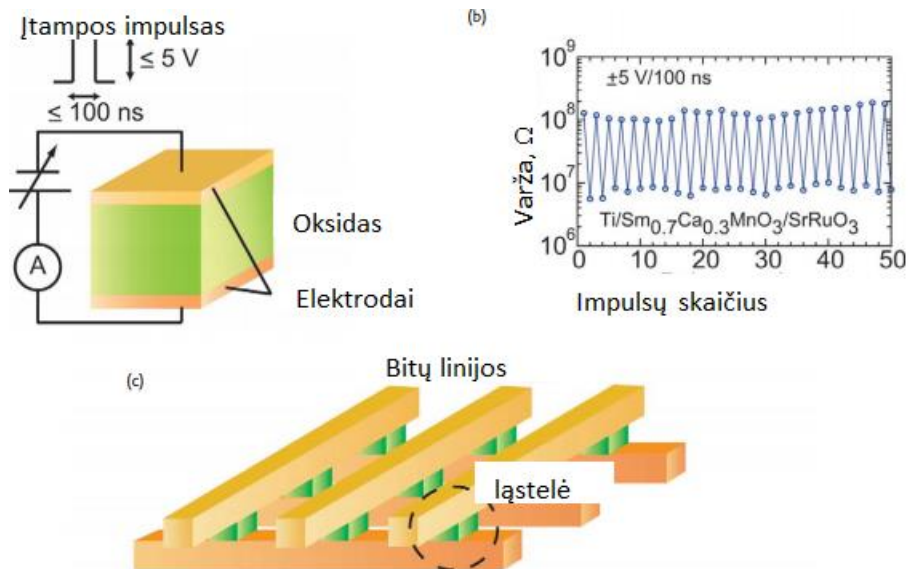 Įtampos impulsas
≤ 5 V
≤ 100 ns
A
Oksidas
Elektrodai
(b)
±5 V/100 ns
10⁹
10⁸
10⁷
10⁶
Varža, Ω
Ti/Sm₀.₇Ca₀.₃MnO₃/SrRuO₃
0 10 20 30 40 50
Impulsų skaičius
(c)
Bitų linijos
ląstelė